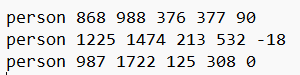 person 868 988 376 377 90
person 1225 1474 213 532 -18
person 987 1722 125 308 0